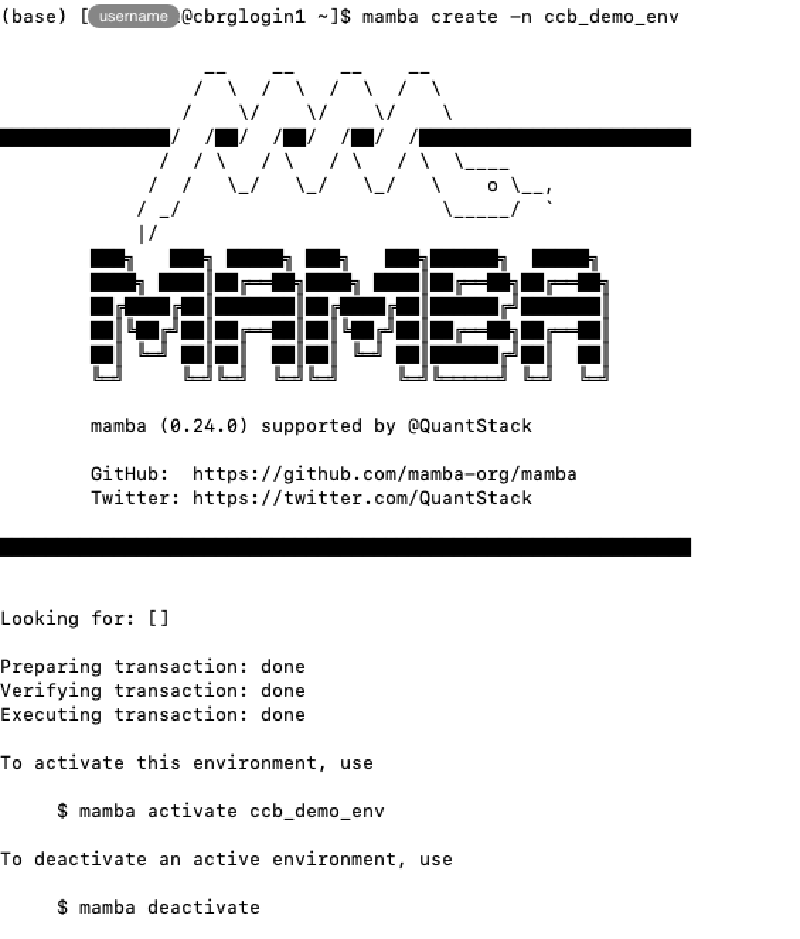 (base) [username@cbrglogin1 ~]$ mamba create -n ccb_demo_env
MAMBA
mamba (0.24.0) supported by @QuantStack
GitHub:  https://github.com/mamba-org/mamba
Twitter: https://twitter.com/QuantStack
Looking for: []
Preparing transaction: done
Verifying transaction: done
Executing transaction: done
To activate this environment, use
$ mamba activate ccb_demo_env
To deactivate an active environment, use
$ mamba deactivate